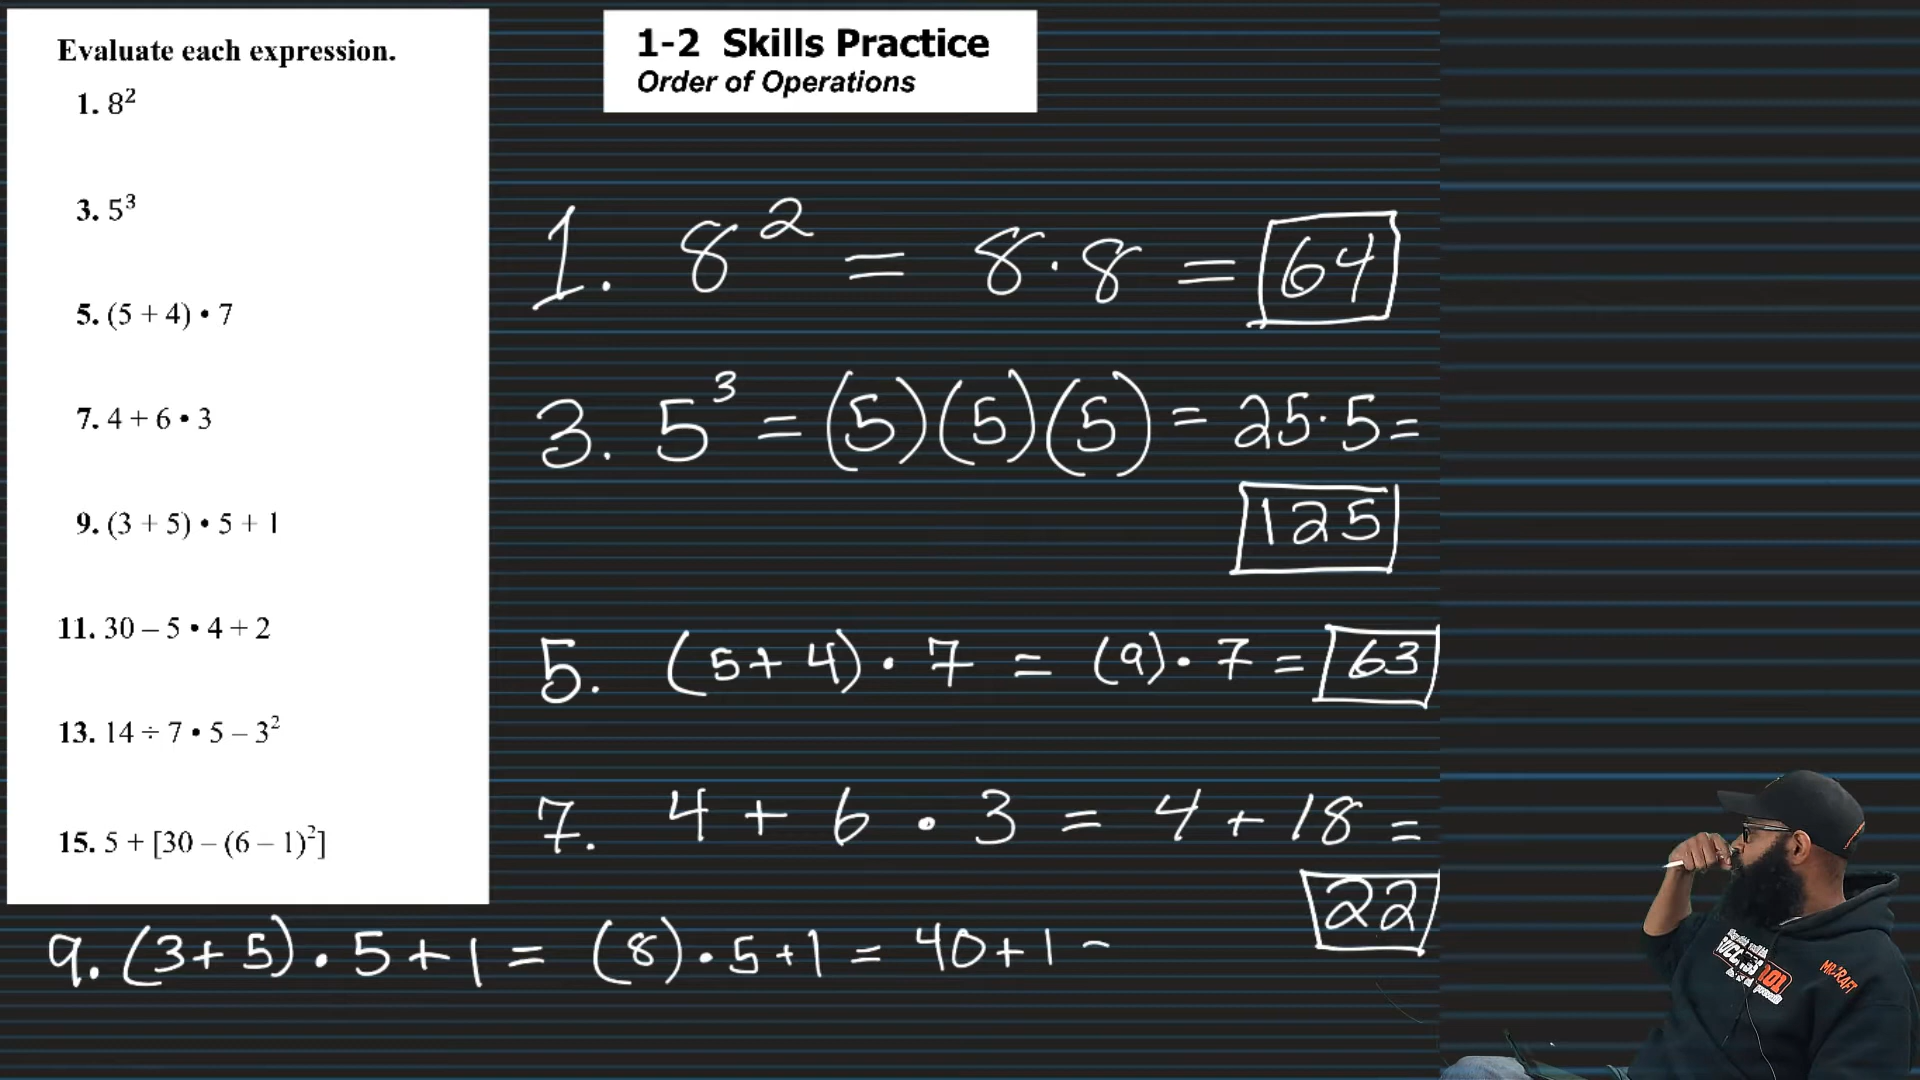 Evaluate each expression.
1. 8²
3. 5³
5. (5 + 4) • 7
7. 4 + 6 • 3
9. (3 + 5) • 5 + 1
11. 30 – 5 • 4 + 2
13. 14 ÷ 7 • 5 – 3²
15. 5 + [30 – (6 – 1)²]
1-2 Skills Practice
Order of Operations
1. 8² = 8·8 = 64
3. 5³ = (5)(5)(5) = 25·5 =
125
5. (5+4)·7 = (9)·7 = 63
7. 4 + 6 • 3 = 4 + 18 =
22
9. (3+5)·5+1 = (8)·5+1 = 40+1 –
SUCCESS
101
MR. CRAFT